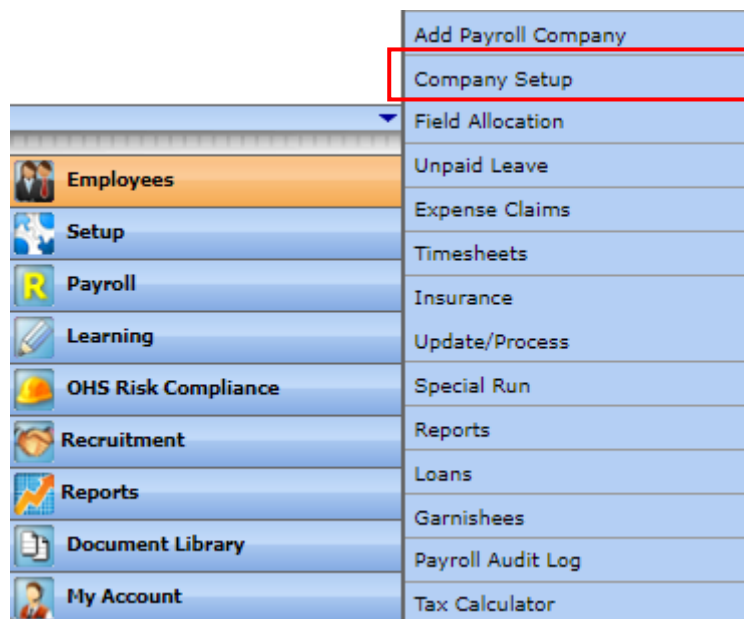 Add Payroll Company
Company Setup
Field Allocation
Unpaid Leave
Expense Claims
Timesheets
Insurance
Update/Process
Special Run
Reports
Loans
Garnishees
Payroll Audit Log
Tax Calculator
Employees
Setup
R
Payroll
Learning
OHS Risk Compliance
Recruitment
Reports
Document Library
My Account